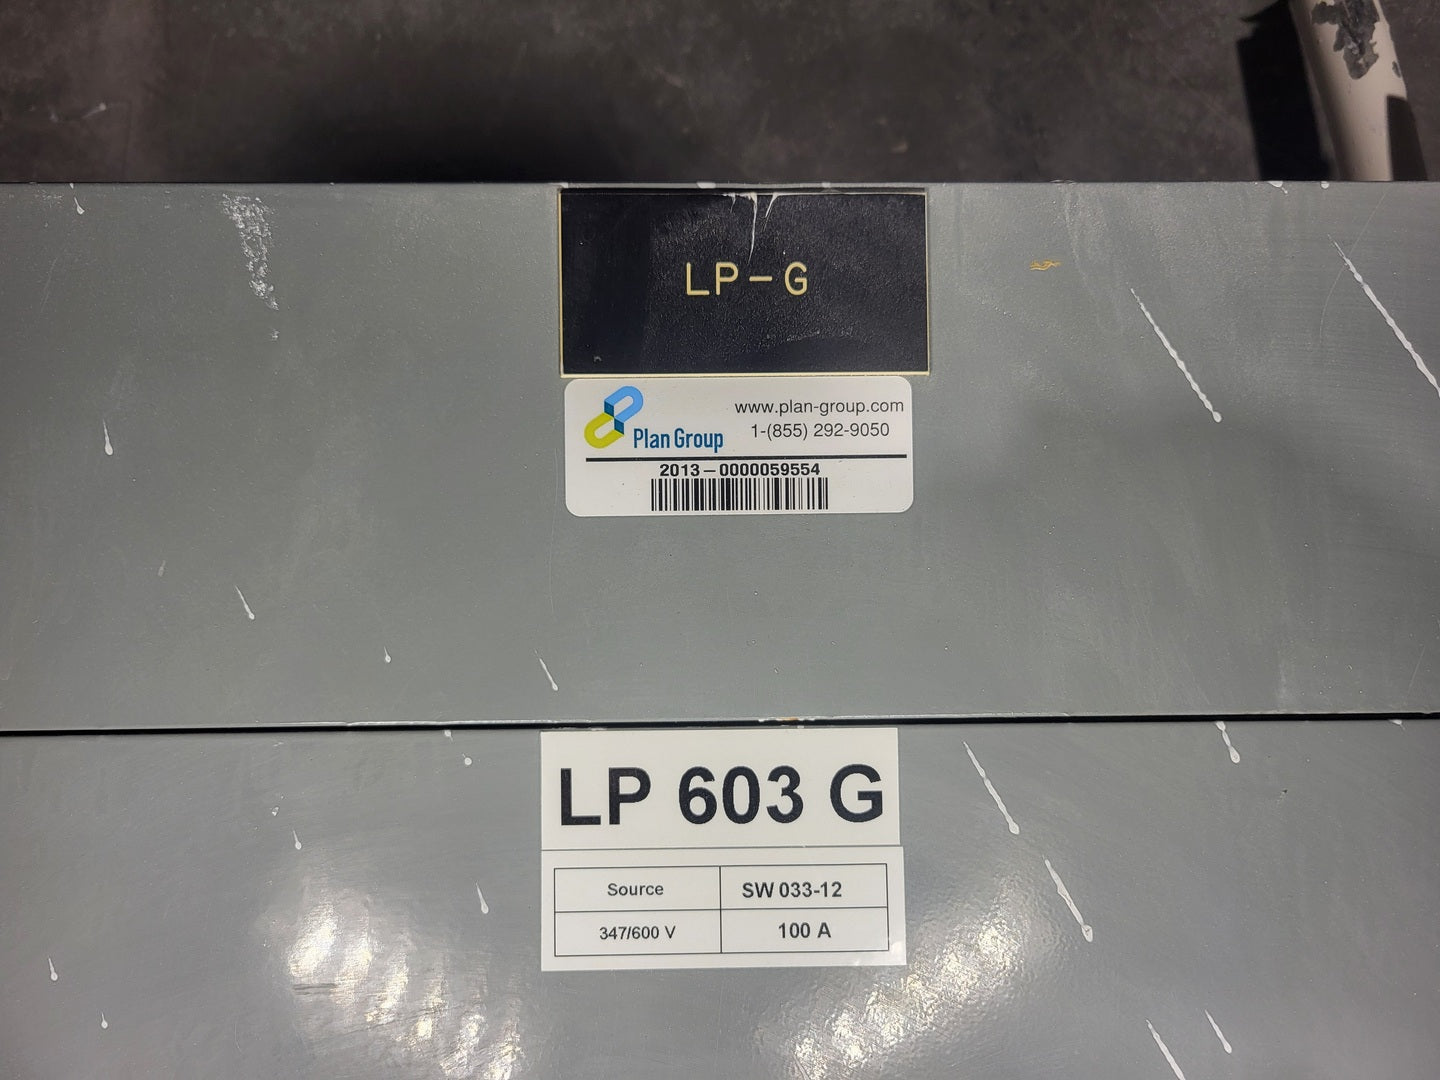 LP-G
Plan Group
www.plan-group.com
1-(855) 292-9050
2013-0000059554
LP 603 G
Source SW 033-12
347/600 V 100 A